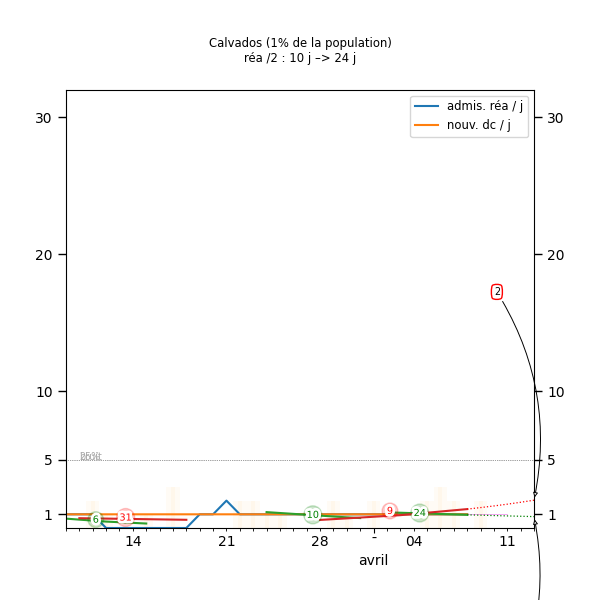 Calvados (1% de la population)
réa /2 : 10 j –> 24 j
admis. réa / j
nouv. dc / j
30 30
20 20
2
10 10
5 5
6 31 10 9 24
1 1
14 21 28 - 04 11
avril